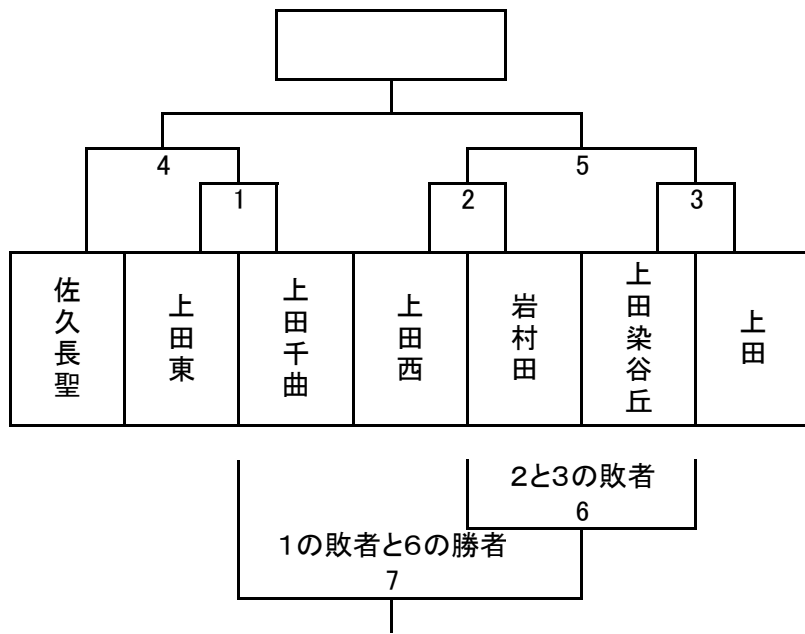 4
5
1
2
3
佐久長聖
上田東
上田千曲
上田西
岩村田
上田染谷丘
上田
２と３の敗者
6
１の敗者と６の勝者
7